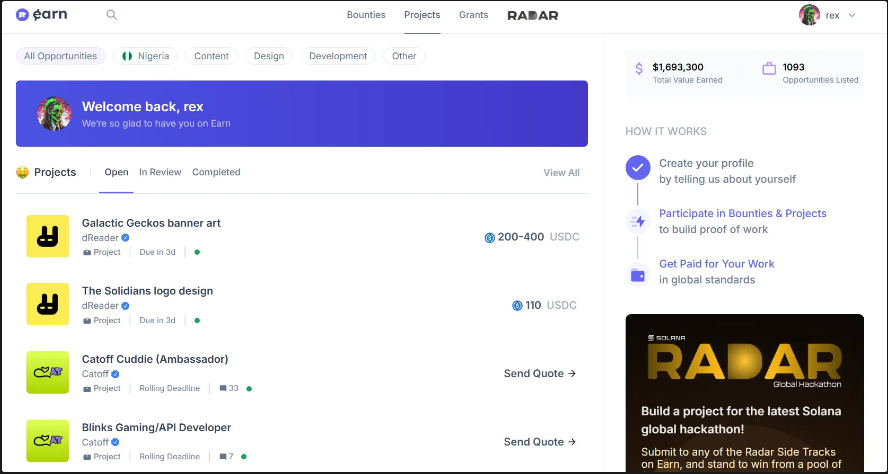 earn
Bounties
Projects
Grants
RADAR
rex
All Opportunities
Nigeria
Content
Design
Development
Other
Welcome back, rex
We're so glad to have you on Earn
Projects
Open
In Review
Completed
View All
Galactic Geckos banner art
dReader
Project
Due in 3d
200-400 USDC
The Solidians logo design
dReader
Project
Due in 3d
110 USDC
Catoff Cuddie (Ambassador)
Catoff
Project
Rolling Deadline
33
Send Quote →
Blinks Gaming/API Developer
Catoff
Project
Rolling Deadline
7
Send Quote →
$1,693,300
Total Value Earned
1093
Opportunities Listed
HOW IT WORKS
Create your profile
by telling us about yourself
Participate in Bounties & Projects
to build proof of work
Get Paid for Your Work
in global standards
SOLANA
RADAR
Global Hackathon
Build a project for the latest Solana
global hackathon!
Submit to any of the Radar Side Tracks
on Earn, and stand to win from a pool of